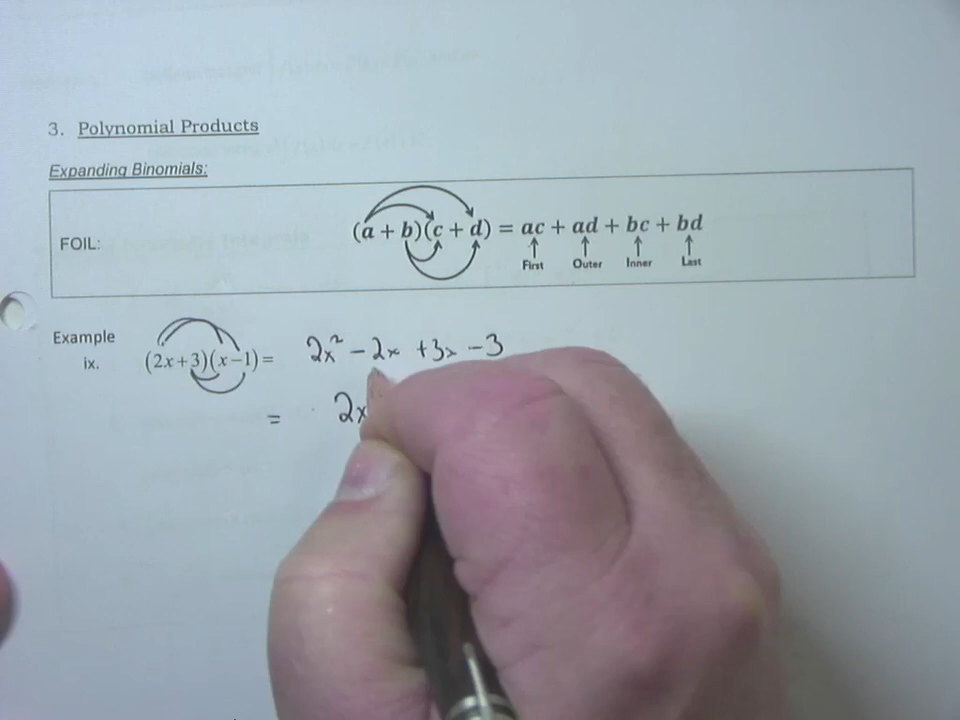 3. Polynomial Products
Expanding Binomials:
FOIL: (a + b)(c + d) = ac + ad + bc + bd
First Outer Inner Last
Example
ix. (2x+3)(x−1)= 2x² − 2x + 3x − 3
= 2x